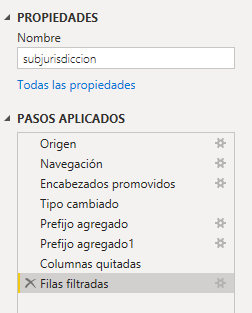 PROPIEDADES
Nombre
subjurisdiccion
Todas las propiedades
PASOS APLICADOS
Origen
Navegación
Encabezados promovidos
Tipo cambiado
Prefijo agregado
Prefijo agregado1
Columnas quitadas
Filas filtradas